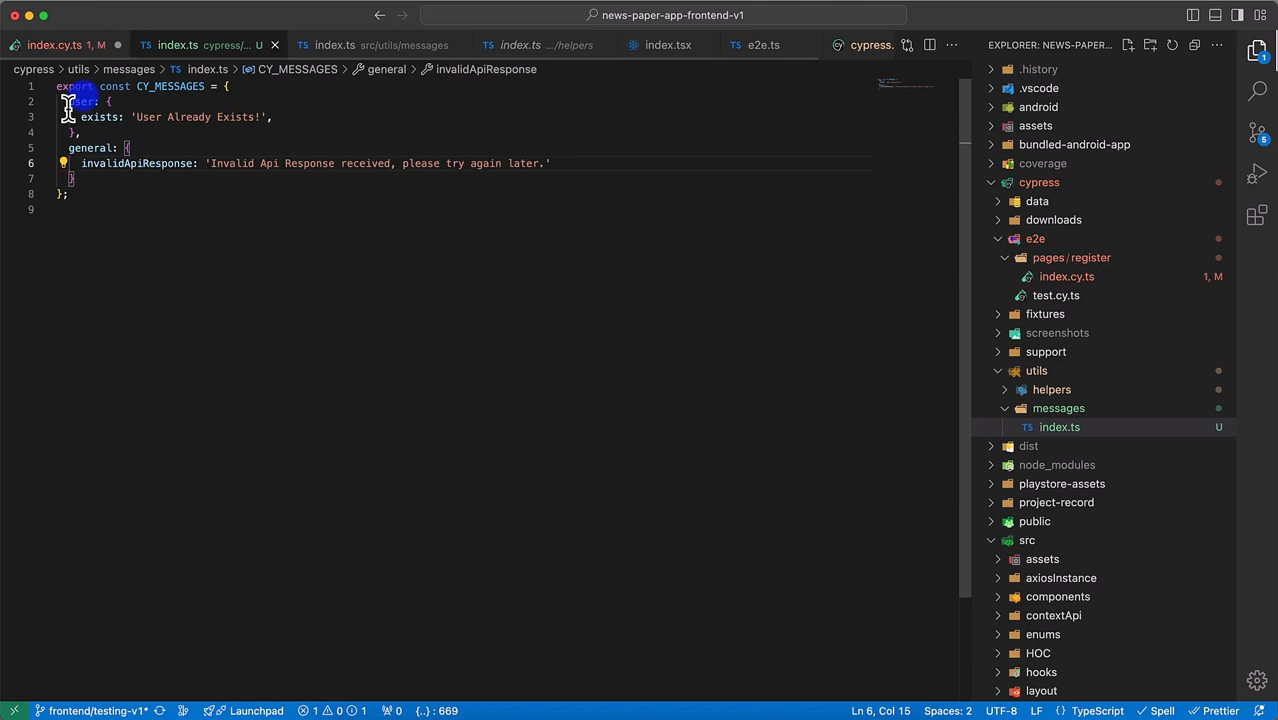 news-paper-app-frontend-v1
index.cy.ts 1, M
index.ts cypress/... U
index.ts src/utils/messages
index.ts .../helpers
index.tsx
e2e.ts
cypress.
EXPLORER: NEWS-PAPER...
cypress > utils > messages > TS index.ts > CY_MESSAGES > general > invalidApiResponse
1 export const CY_MESSAGES = {
2 user: {
3 exists: 'User Already Exists!',
4 },
5 general: {
6 invalidApiResponse: 'Invalid Api Response received, please try again later.'
7 }
8 };
9
.history
.vscode
android
assets
bundled-android-app
coverage
cypress
data
downloads
e2e
pages / register
index.cy.ts 1, M
test.cy.ts
fixtures
screenshots
support
utils
helpers
messages
TS index.ts U
dist
node_modules
playstore-assets
project-record
public
src
assets
axiosInstance
components
contextApi
enums
HOC
hooks
layout
1
5
frontend/testing-v1* Launchpad 1 0 1 0 {..} : 669 Ln 6, Col 15 Spaces: 2 UTF-8 LF {} TypeScript Spell Prettier